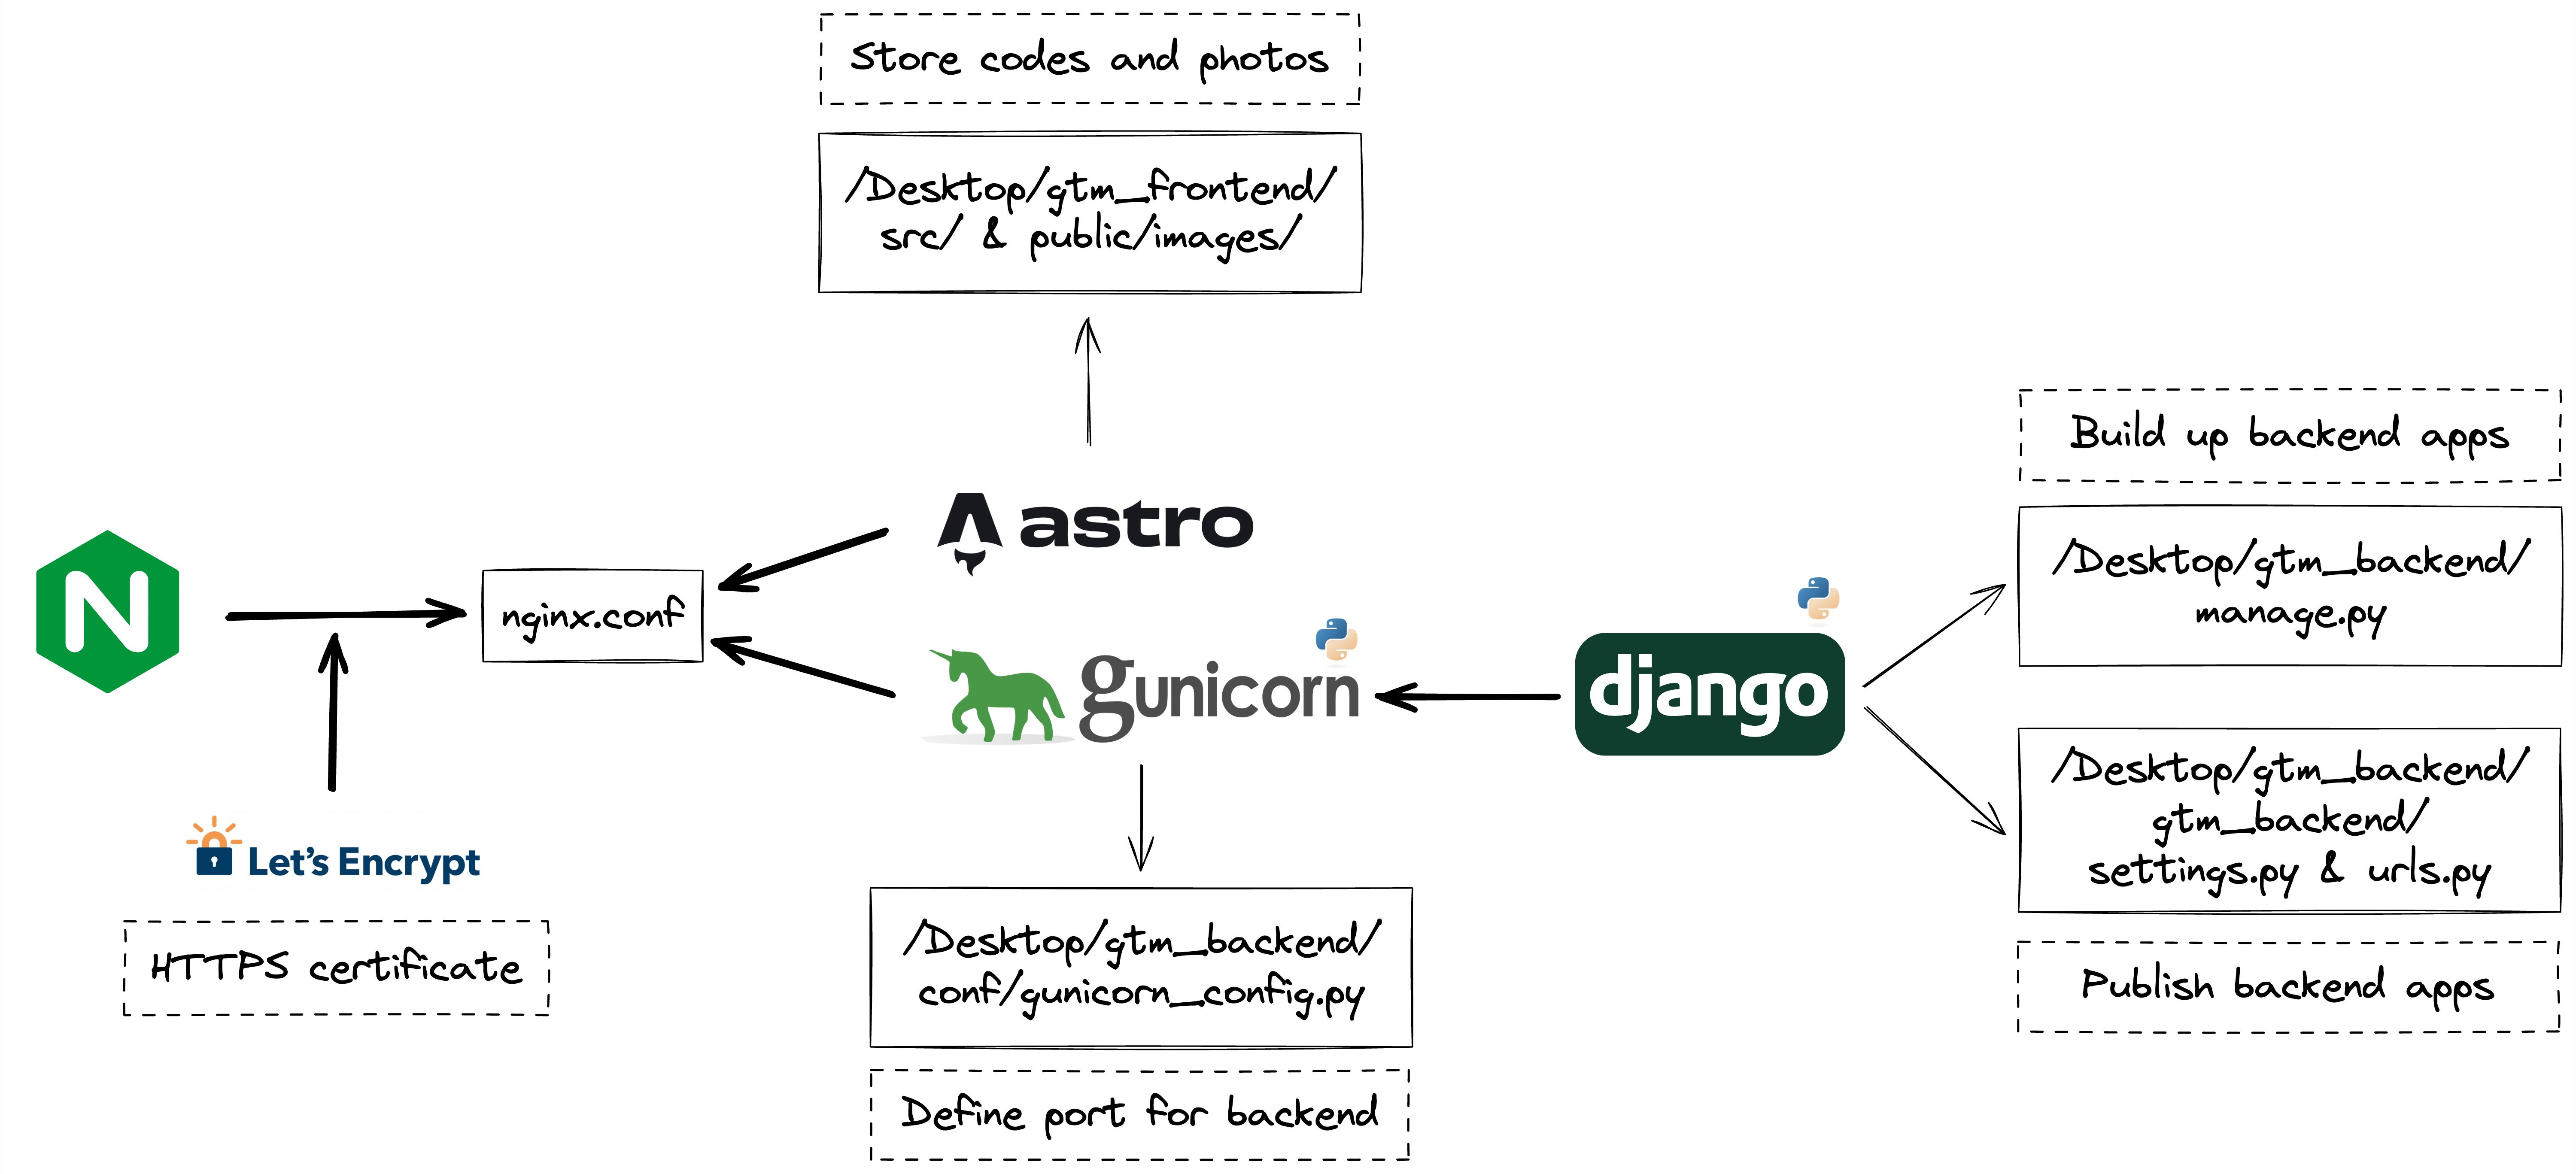 Store codes and photos
/Desktop/gtm_frontend/
src/ & public/images/
astro
N
nginx.conf
gunicorn
django
Let's Encrypt
HTTPS certificate
/Desktop/gtm_backend/
conf/gunicorn_config.py
Define port for backend
Build up backend apps
/Desktop/gtm_backend/
manage.py
/Desktop/gtm_backend/
gtm_backend/
settings.py & urls.py
Publish backend apps